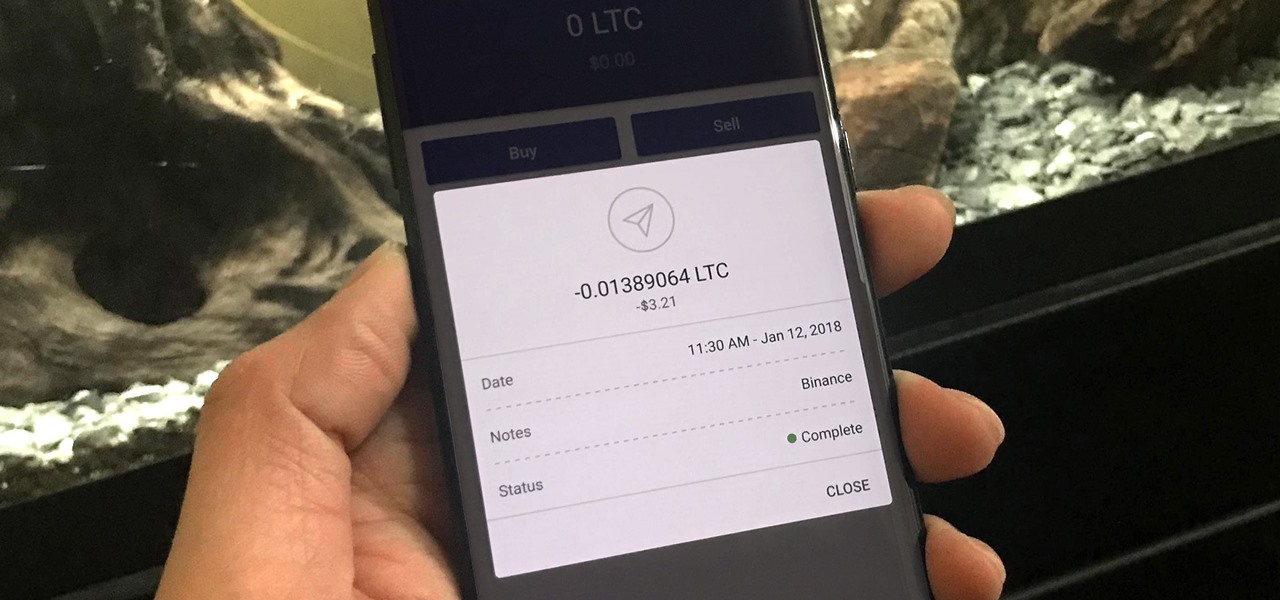 0 LTC
$0.00
Buy
Sell
-0.01389064 LTC
-$3.21
Date
11:30 AM - Jan 12, 2018
Notes
Binance
Status
Complete
CLOSE